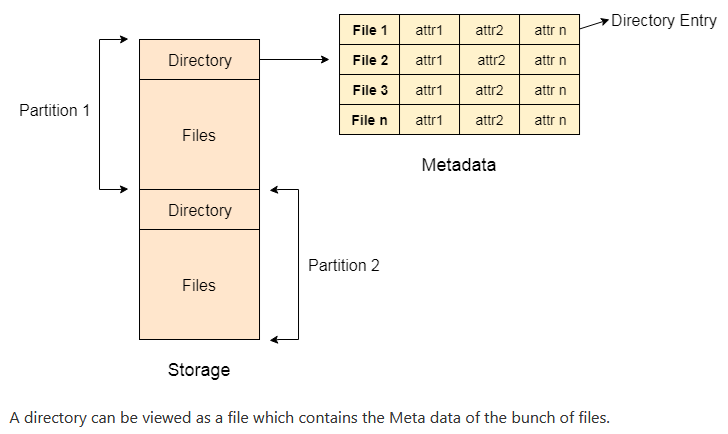 File 1 attr1 attr2 attr n Directory Entry
File 2 attr1 attr2 attr n
File 3 attr1 attr2 attr n
File n attr1 attr2 attr n
Metadata
Directory
Partition 1
Files
Directory
Files
Partition 2
Storage
A directory can be viewed as a file which contains the Meta data of the bunch of files.